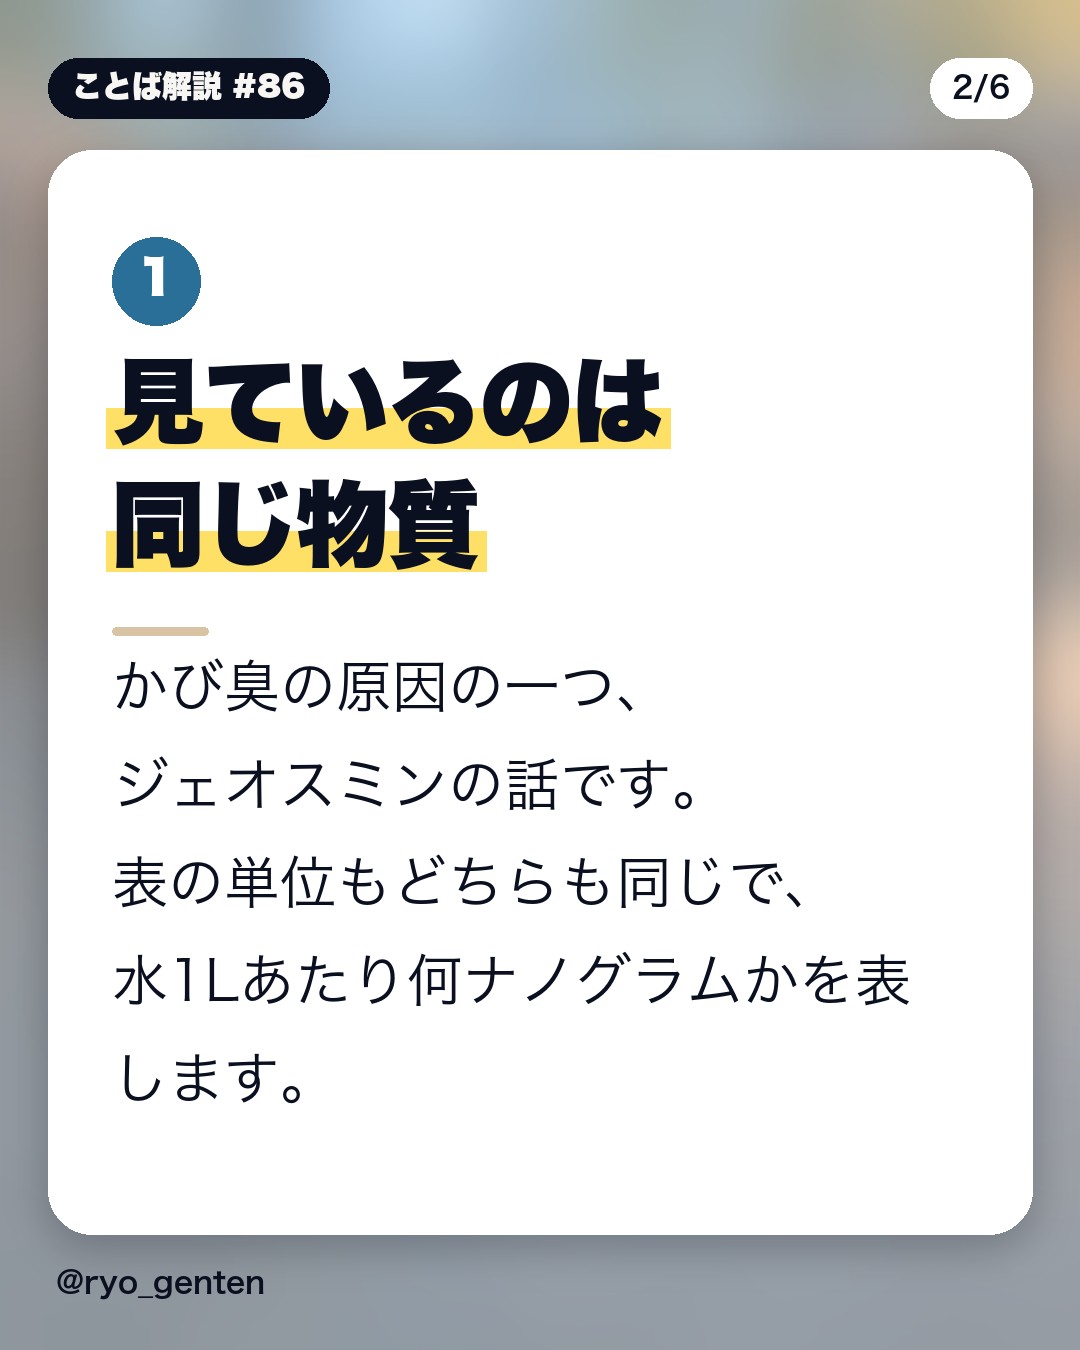 ことば解説 #86
2/6
1
見ているのは
同じ物質
かび臭の原因の一つ、
ジェオスミンの話です。
表の単位もどちらも同じで、
水1Lあたり何ナノグラムかを表
します。
@ryo_genten